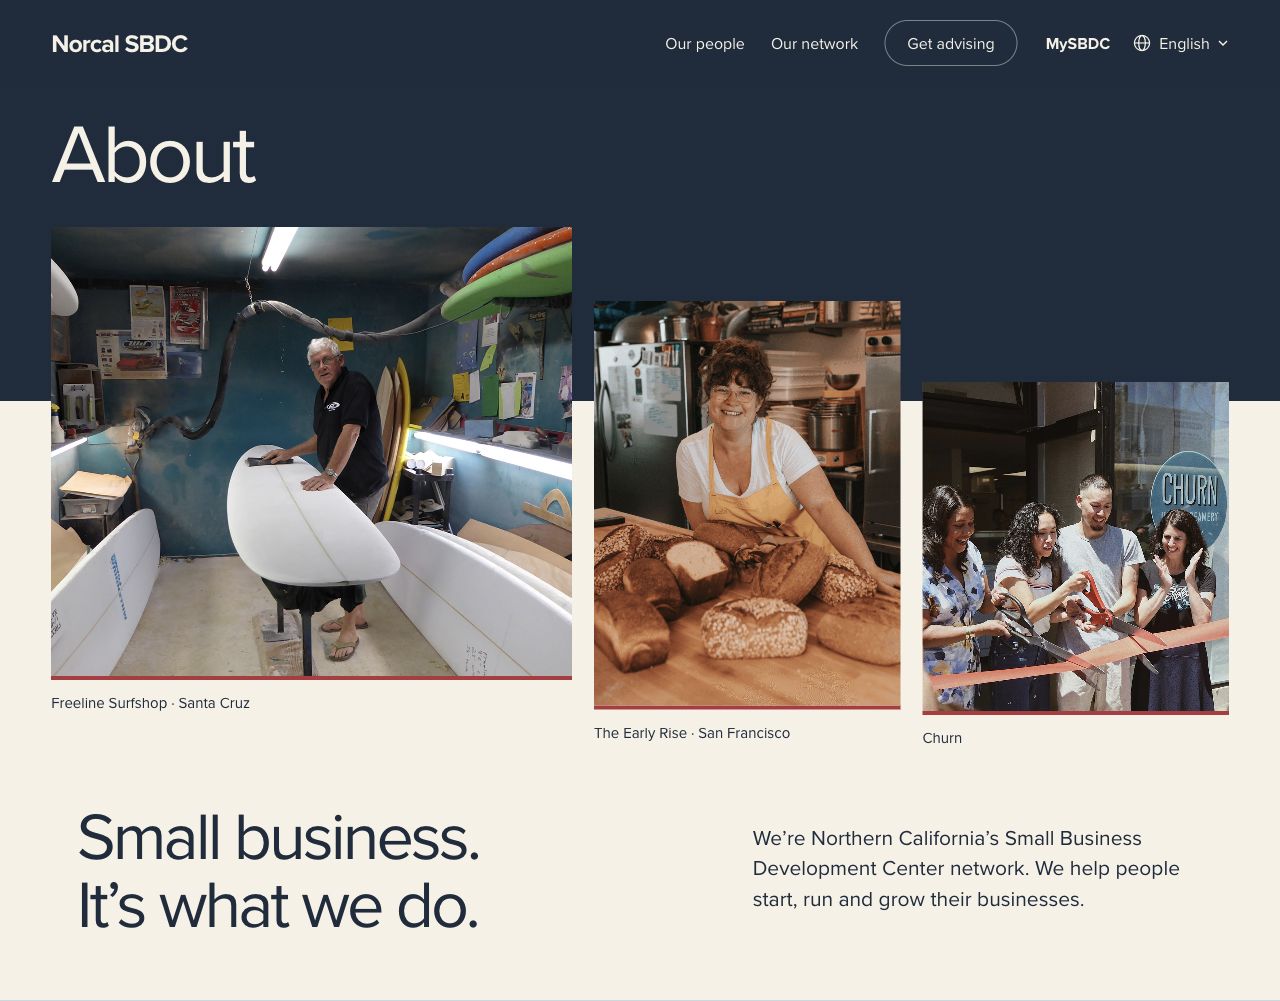 Norcal SBDC
Our people
Our network
Get advising
MySBDC
English
About
CHURN
Freeline Surfshop · Santa Cruz
The Early Rise · San Francisco
Churn
Small business.
It’s what we do.
We’re Northern California’s Small Business
Development Center network. We help people
start, run and grow their businesses.